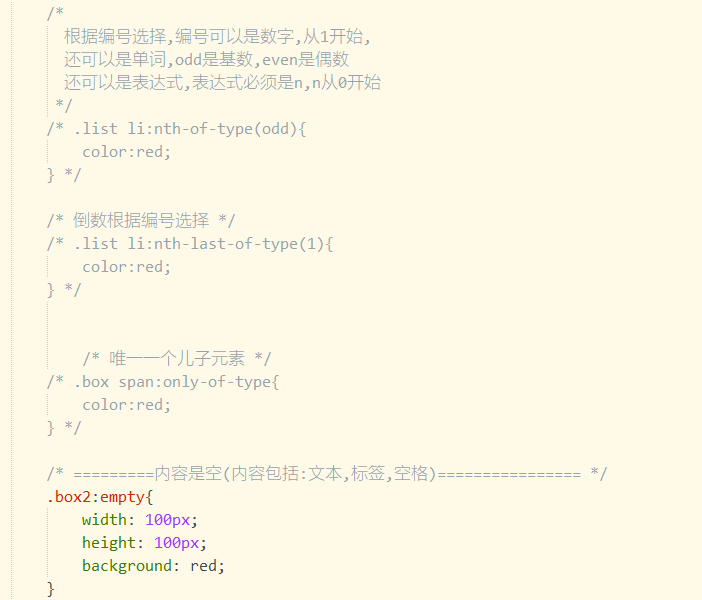 /*
根据编号选择,编号可以是数字,从1开始,
还可以是单词,odd是基数,even是偶数
还可以是表达式,表达式必须是n,n从0开始
*/
/* .list li:nth-of-type(odd){
color:red;
} */
/* 倒数根据编号选择 */
/* .list li:nth-last-of-type(1){
color:red;
} */
/* 唯一一个儿子元素 */
/* .box span:only-of-type{
color:red;
} */
/* =========内容是空(内容包括:文本,标签,空格)================ */
.box2:empty{
width: 100px;
height: 100px;
background: red;
}